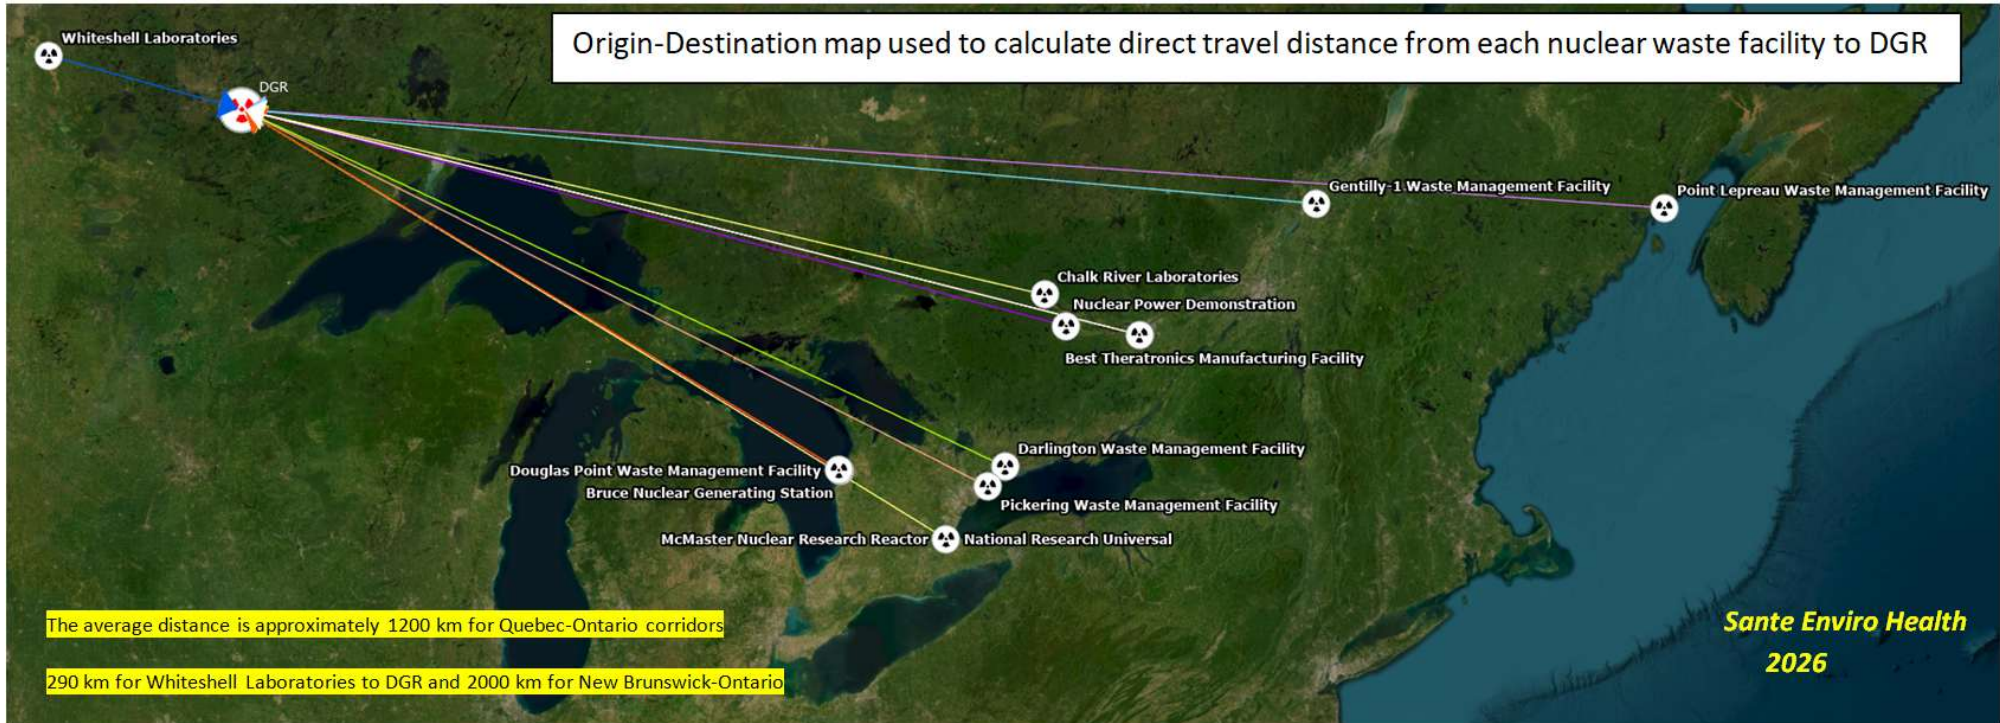 Origin-Destination map used to calculate direct travel distance from each nuclear waste facility to DGR
Whiteshell Laboratories
DGR
Gentilly-1 Waste Management Facility
Point Lepreau Waste Management Facility
Chalk River Laboratories
Nuclear Power Demonstration
Best Theratronics Manufacturing Facility
Darlington Waste Management Facility
Douglas Point Waste Management Facility
Bruce Nuclear Generating Station
Pickering Waste Management Facility
McMaster Nuclear Research Reactor
National Research Universal
The average distance is approximately 1200 km for Quebec-Ontario corridors
290 km for Whiteshell Laboratories to DGR and 2000 km for New Brunswick-Ontario
Sante Enviro Health
2026